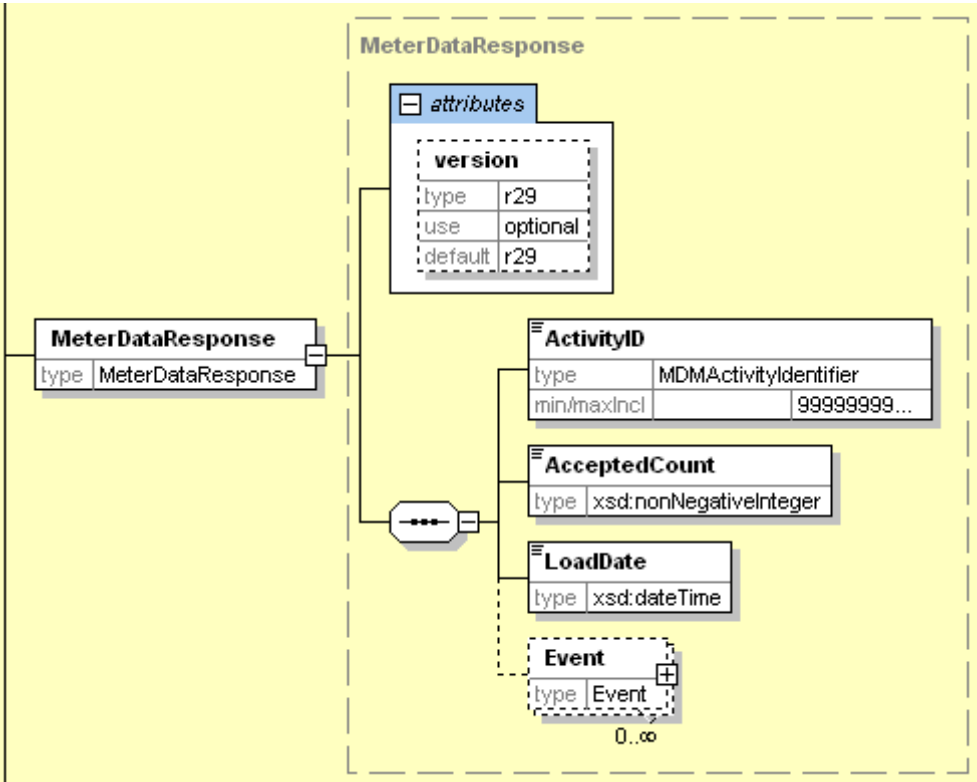 MeterDataResponse
attributes
version
type r29
use optional
default r29
MeterDataResponse
type MeterDataResponse
ActivityID
type MDMActivityIdentifier
min/maxIncl 99999999...
AcceptedCount
type xsd:nonNegativeInteger
LoadDate
type xsd:dateTime
Event
type Event
0..∞